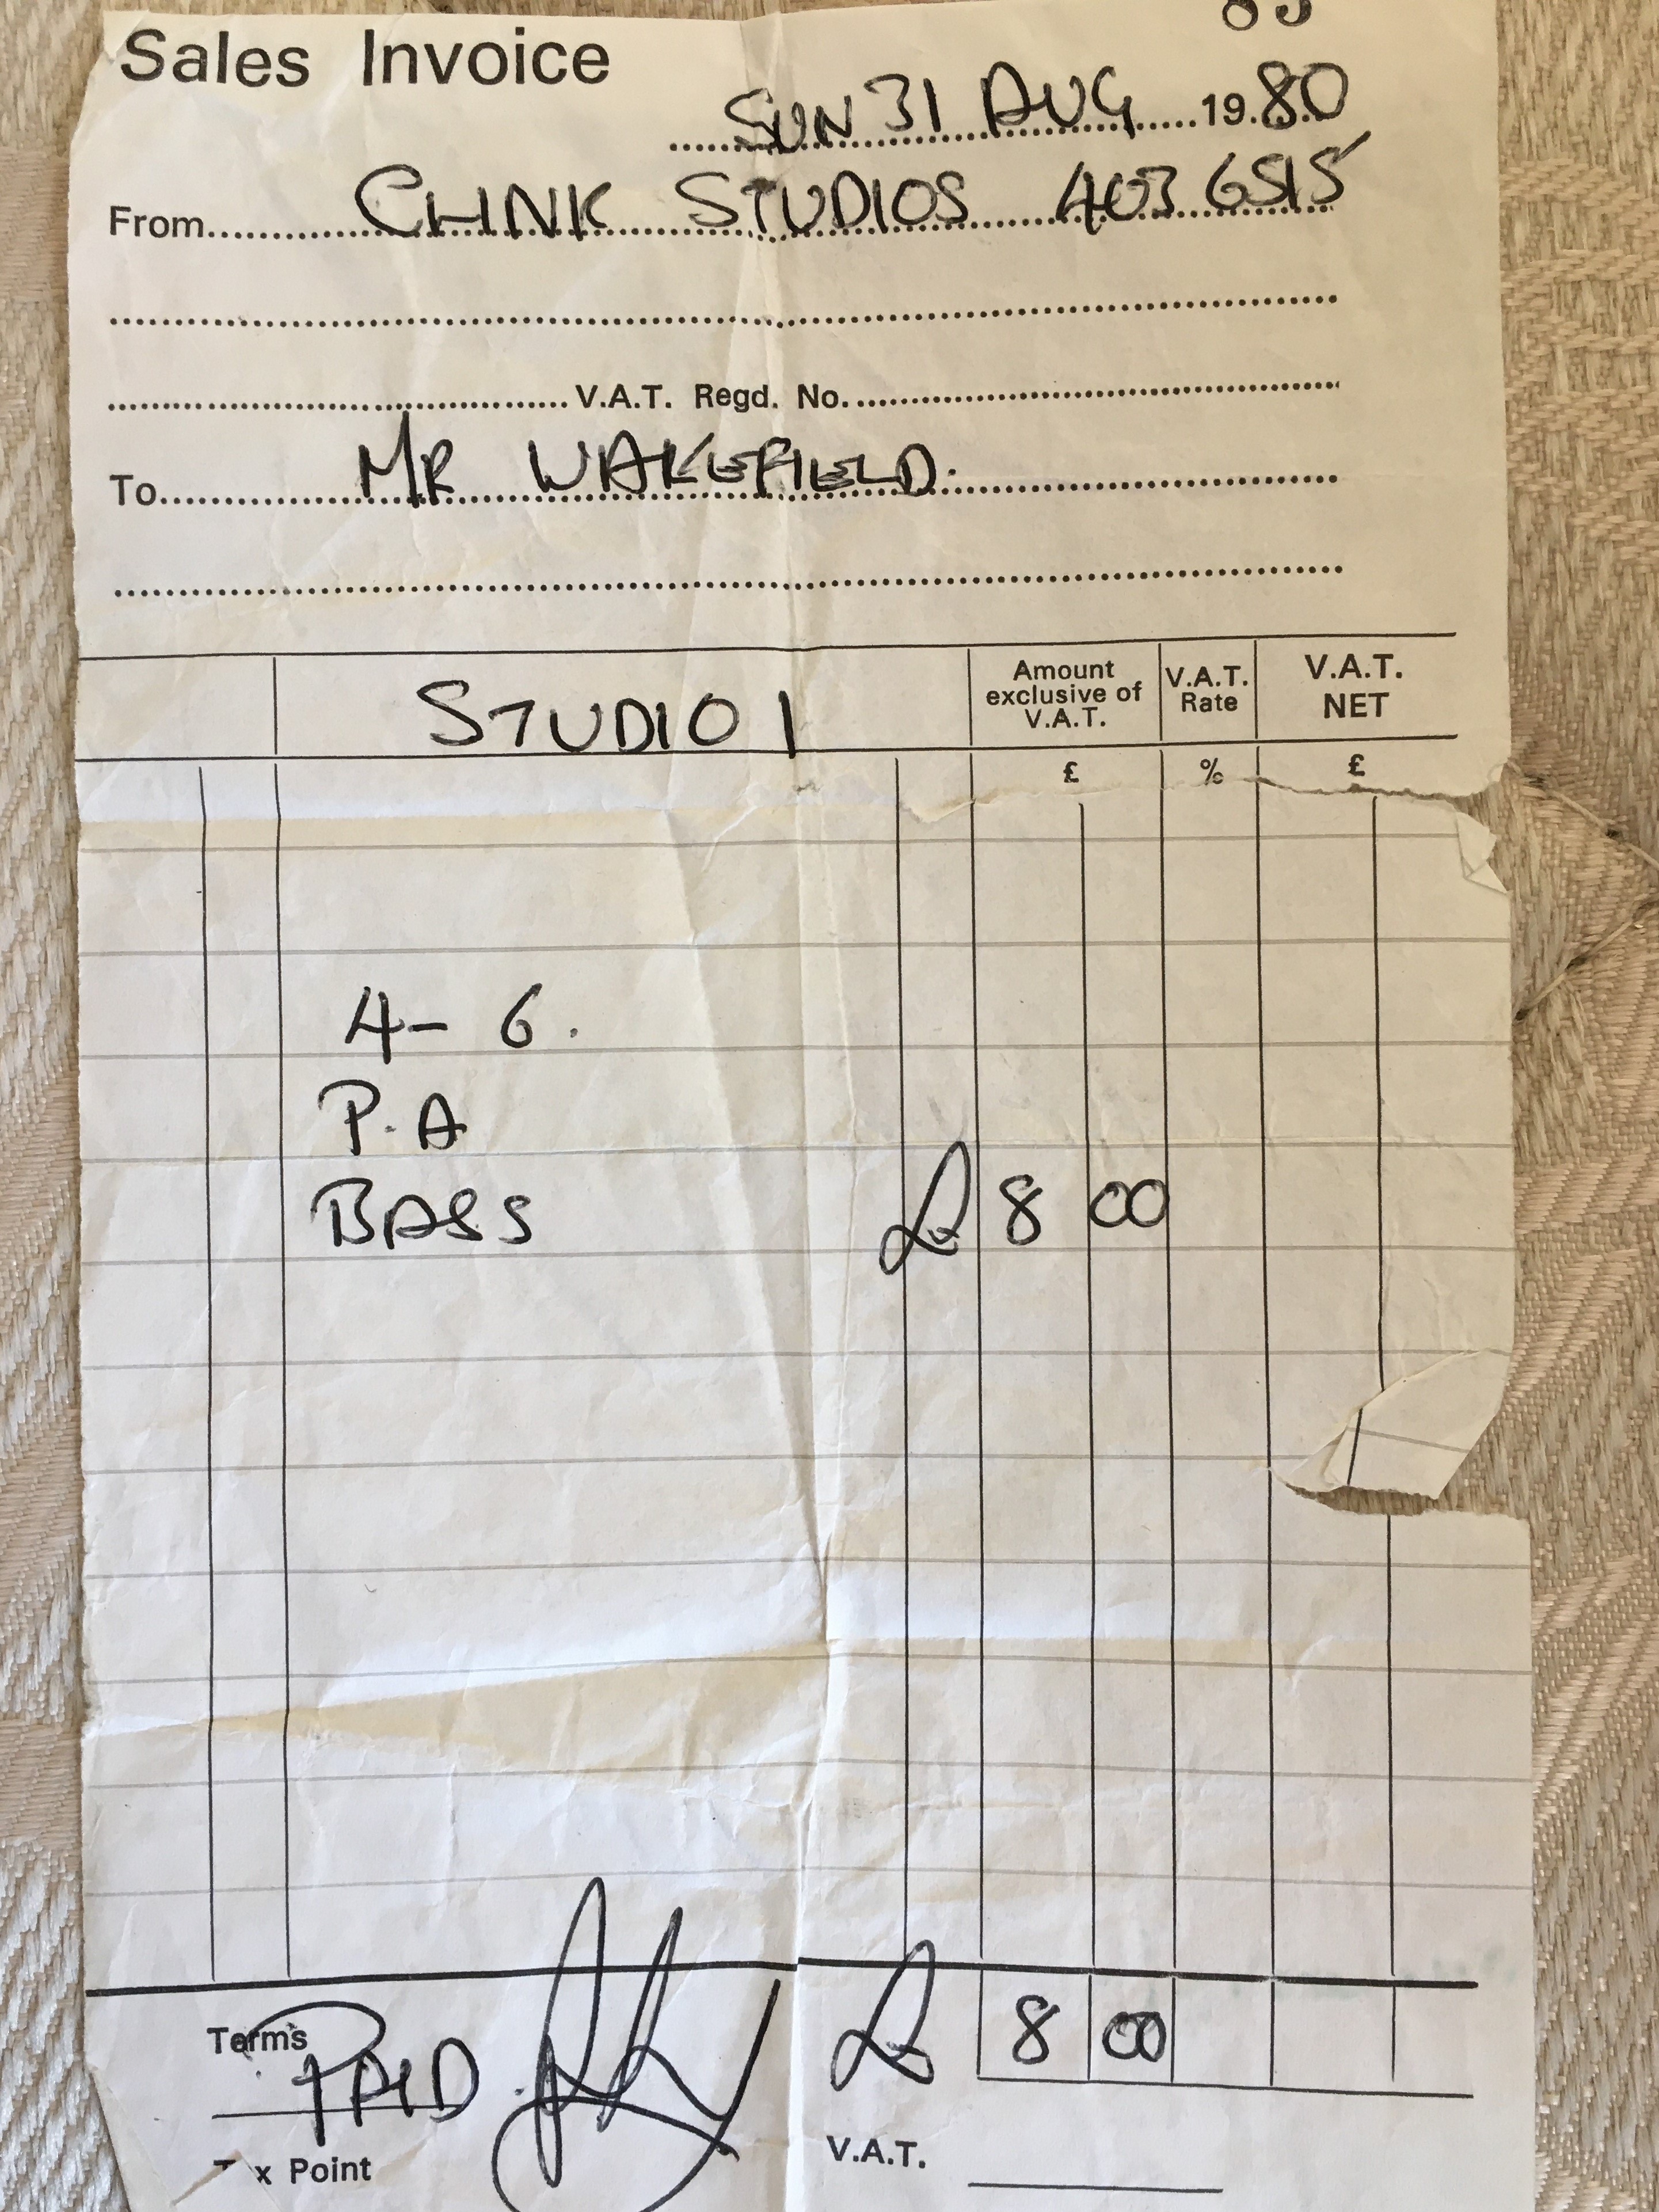 Sales Invoice
SUN 31 AUG 19.80
From CLINK STUDIOS 403 6515
V.A.T. Regd. No.
To MR WAKEFIELD.
STUDIO 1
Amount exclusive of V.A.T.
V.A.T. Rate
V.A.T. NET
£ % £
4 - 6.
P.A
BASS £ 8 00
Terms PAID. £ 8 00
x Point
V.A.T.